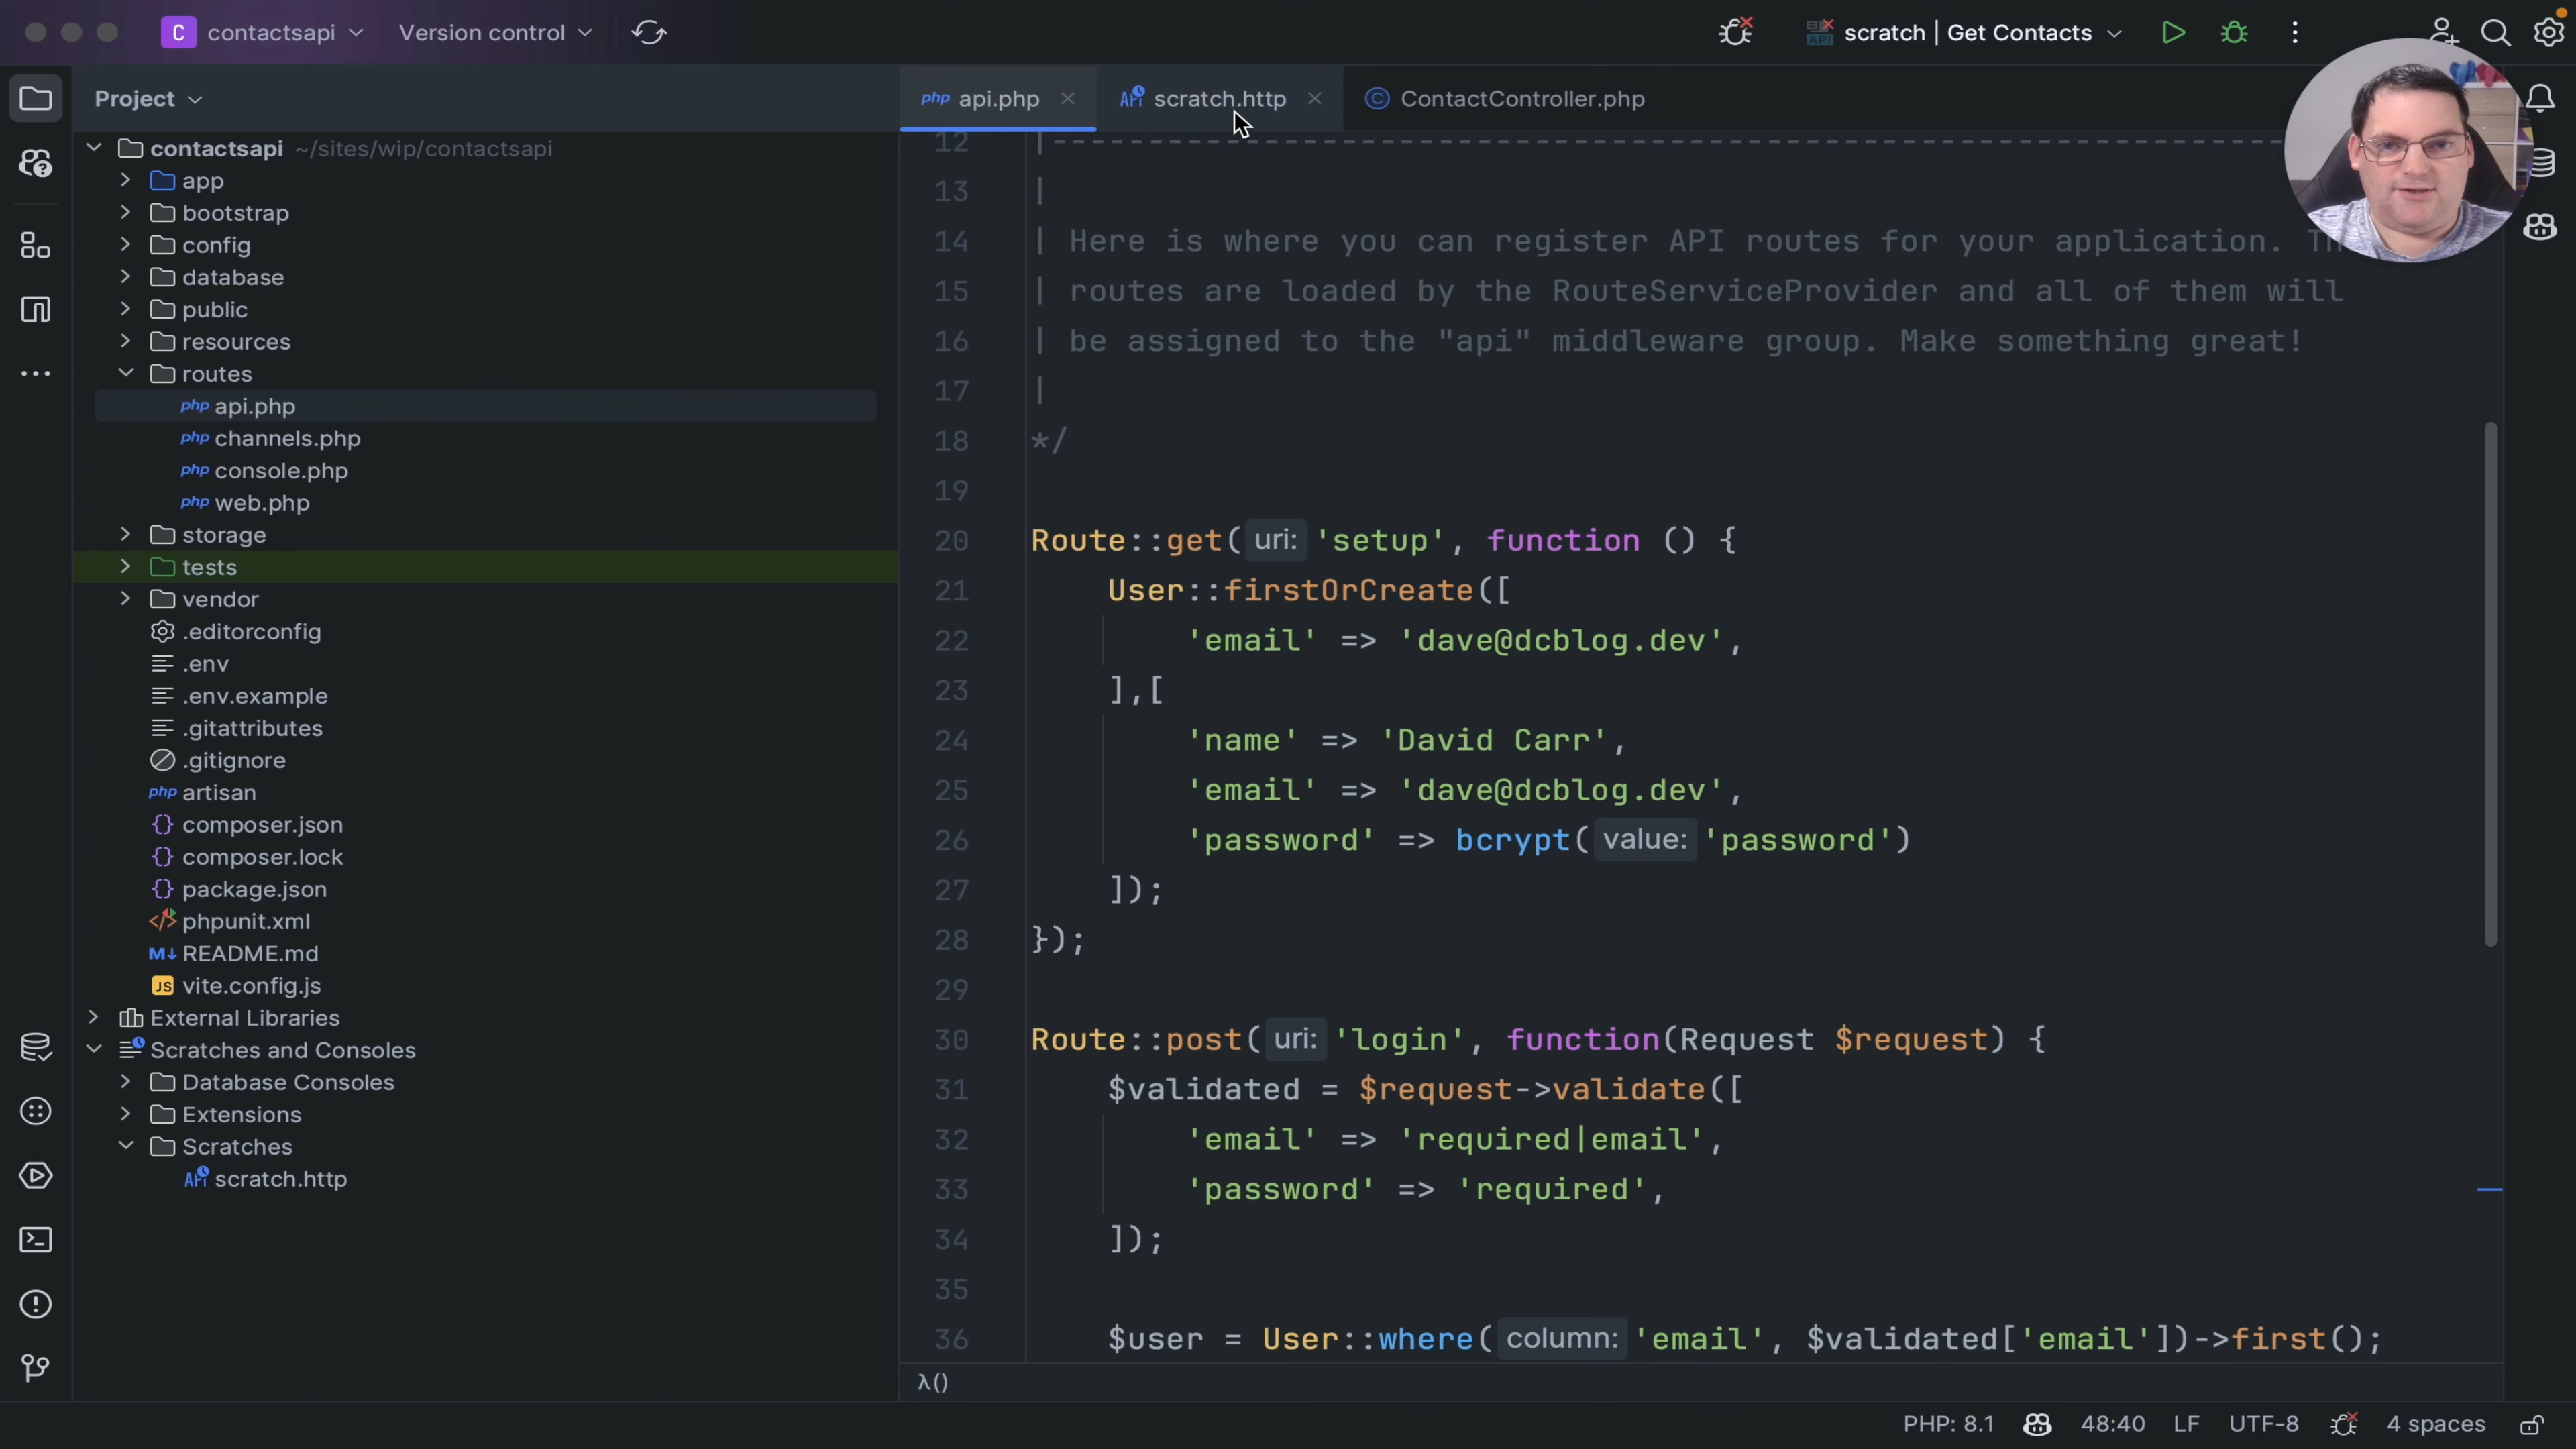 C contactsapi
Version control
scratch | Get Contacts
Project
php api.php
API scratch.http
C ContactController.php
contactsapi ~/sites/wip/contactsapi
app
bootstrap
config
database
public
resources
routes
php api.php
php channels.php
php console.php
php web.php
storage
tests
vendor
.editorconfig
.env
.env.example
.gitattributes
.gitignore
php artisan
{} composer.json
{} composer.lock
{} package.json
</> phpunit.xml
M↓ README.md
JS vite.config.js
External Libraries
Scratches and Consoles
Database Consoles
Extensions
Scratches
API scratch.http
12 |--------------------------------------------------------------------------
13 |
14 | Here is where you can register API routes for your application.
15 | routes are loaded by the RouteServiceProvider and all of them will
16 | be assigned to the "api" middleware group. Make something great!
17 |
18 */
19
20 Route::get( uri: 'setup', function () {
21     User::firstOrCreate([
22         'email' => 'dave@dcblog.dev',
23     ],[
24         'name' => 'David Carr',
25         'email' => 'dave@dcblog.dev',
26         'password' => bcrypt( value: 'password')
27     ]);
28 });
29
30 Route::post( uri: 'login', function(Request $request) {
31     $validated = $request->validate([
32         'email' => 'required|email',
33         'password' => 'required',
34     ]);
35
36     $user = User::where( column: 'email', $validated['email'])->first();
λ()
PHP: 8.1 48:40 LF UTF-8 4 spaces